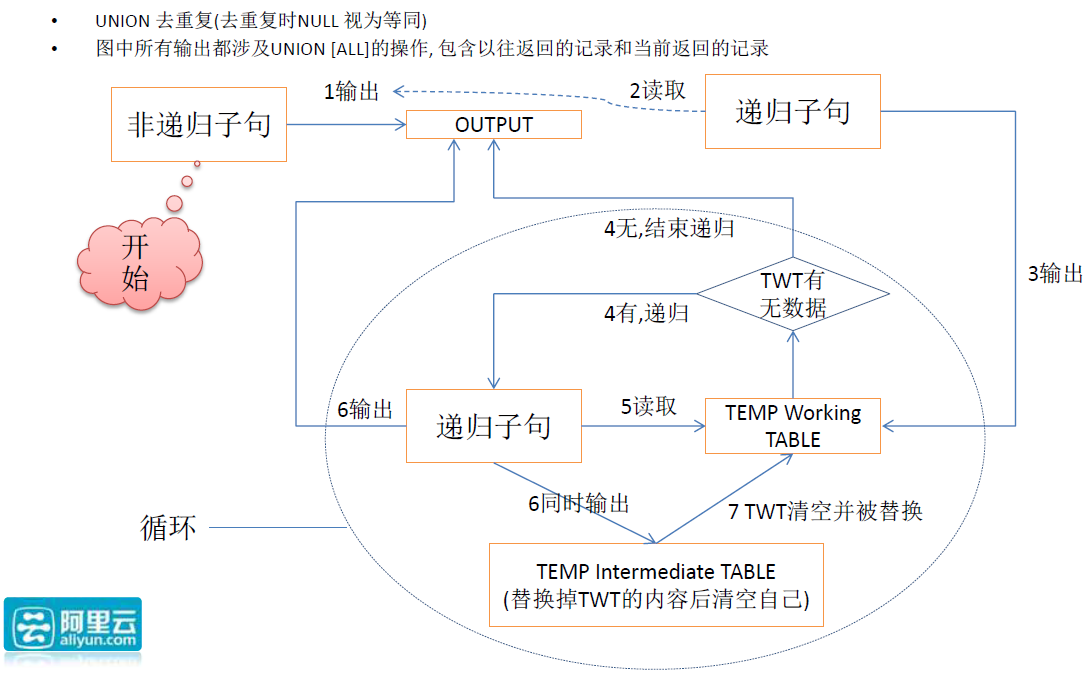 • UNION 去重复(去重复时NULL 视为等同)
• 图中所有输出都涉及UNION [ALL]的操作, 包含以往返回的记录和当前返回的记录
1输出
2读取
非递归子句
OUTPUT
递归子句
开
始
4无,结束递归
TWT有
无数据
3输出
4有,递归
6输出
递归子句
5读取
TEMP Working
TABLE
6同时输出
7 TWT清空并被替换
循环
TEMP Intermediate TABLE
(替换掉TWT的内容后清空自己)
阿里云
aliyun.com